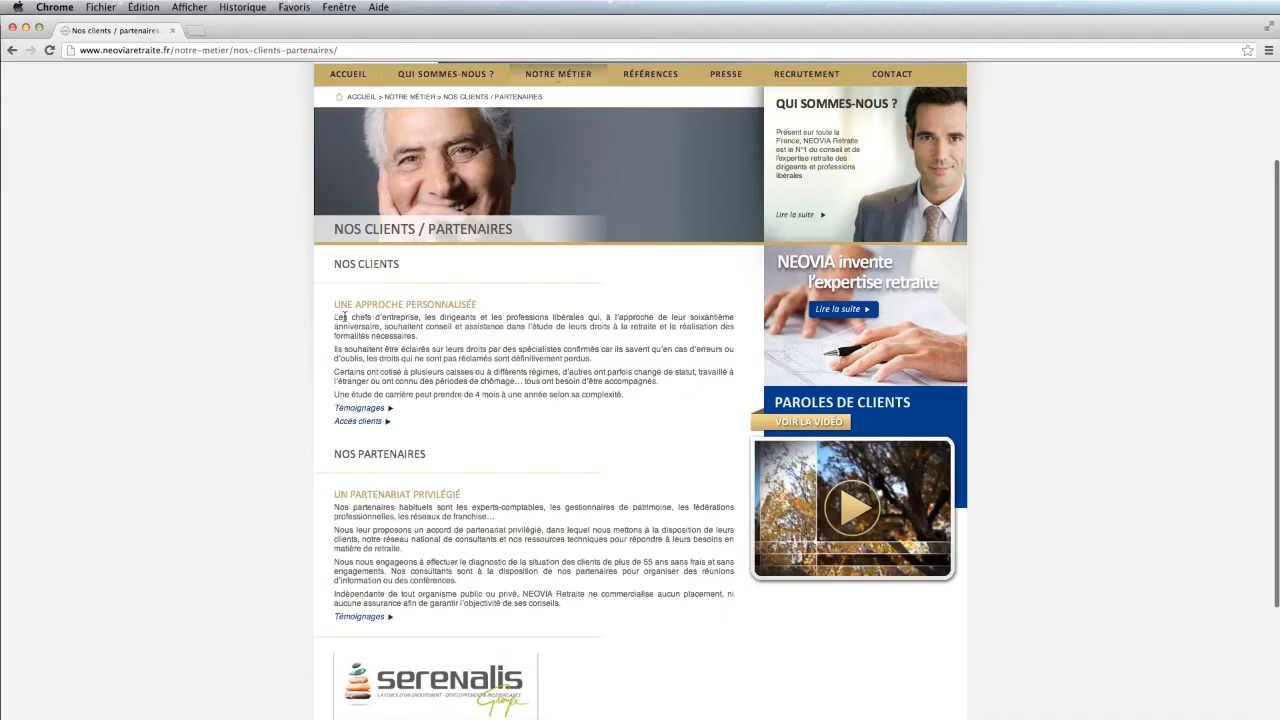 Chrome Fichier Édition Afficher Historique Favoris Fenêtre Aide
Nos clients / partenaires
www.neoviaretraite.fr/notre-metier/nos-clients-partenaires/
ACCUEIL QUI SOMMES-NOUS ? NOTRE MÉTIER RÉFÉRENCES PRESSE RECRUTEMENT CONTACT
ACCUEIL > NOTRE MÉTIER > NOS CLIENTS / PARTENAIRES
NOS CLIENTS / PARTENAIRES
NOS CLIENTS
UNE APPROCHE PERSONNALISÉE
Les chefs d'entreprise, les dirigeants et les professions libérales qui, à l'approche de leur soixantième
anniversaire, souhaitent conseil et assistance dans l'étude de leurs droits à la retraite et la réalisation des
formalités nécessaires.
Ils souhaitent être éclairés sur leurs droits par des spécialistes confirmés car ils savent qu'en cas d'erreurs ou
d'oublis, les droits qui ne sont pas réclamés sont définitivement perdus.
Certains ont cotisé à plusieurs caisses ou à différents régimes, d'autres ont parfois changé de statut, travaillé à
l'étranger ou ont connu des périodes de chômage… tous ont besoin d'être accompagnés.
Une étude de carrière peut prendre de 4 mois à une année selon sa complexité.
Témoignages
Accès clients
NOS PARTENAIRES
UN PARTENARIAT PRIVILÉGIÉ
Nos partenaires habituels sont les experts-comptables, les gestionnaires de patrimoine, les fédérations
professionnelles, les réseaux de franchise…
Nous leur proposons un accord de partenariat privilégié, dans lequel nous mettons à la disposition de leurs
clients, notre réseau national de consultants et nos ressources techniques pour répondre à leurs besoins en
matière de retraite.
Nous nous engageons à effectuer le diagnostic de la situation des clients de plus de 55 ans sans frais et sans
engagements. Nos consultants sont à la disposition de nos partenaires pour organiser des réunions
d'information ou des conférences.
Indépendante de tout organisme public ou privé, NEOVIA Retraite ne commercialise aucun placement, ni
aucune assurance afin de garantir l'objectivité de ses conseils.
Témoignages
serenalis
LA FORCE D'UN GROUPEMENT - DÉVELOPPEMENT & INDÉPENDANCE
Groupe
QUI SOMMES-NOUS ?
Présent sur toute la
France, NEOVIA Retraite
est le N°1 du conseil et de
l'expertise retraite des
dirigeants et professions
libérales
Lire la suite
NEOVIA invente
l'expertise retraite
Lire la suite
PAROLES DE CLIENTS
VOIR LA VIDÉO